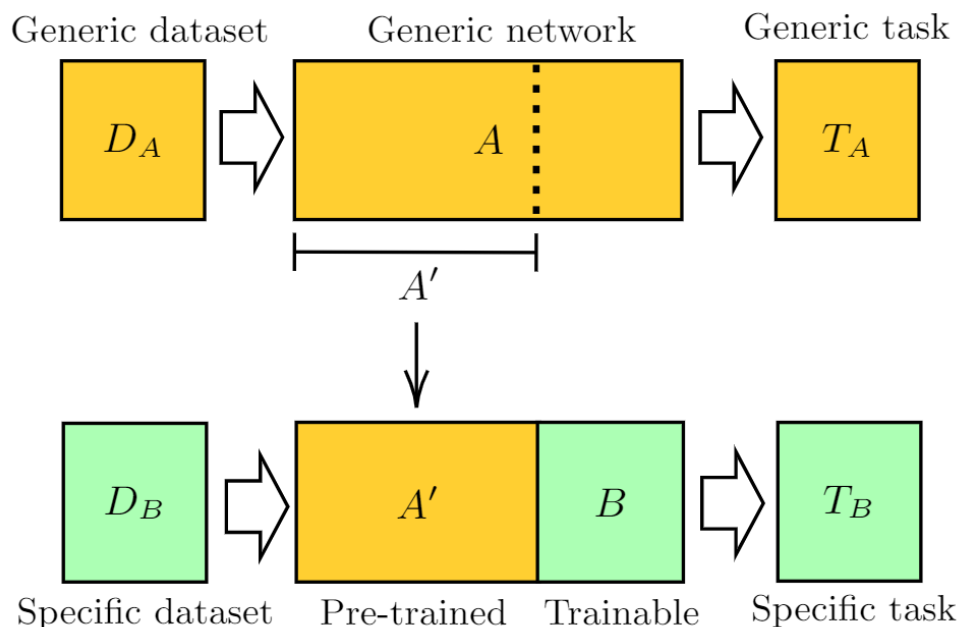 Generic dataset
Generic network
Generic task
D_A
A
T_A
A′
D_B
A′
B
T_B
Specific dataset
Pre-trained
Trainable
Specific task